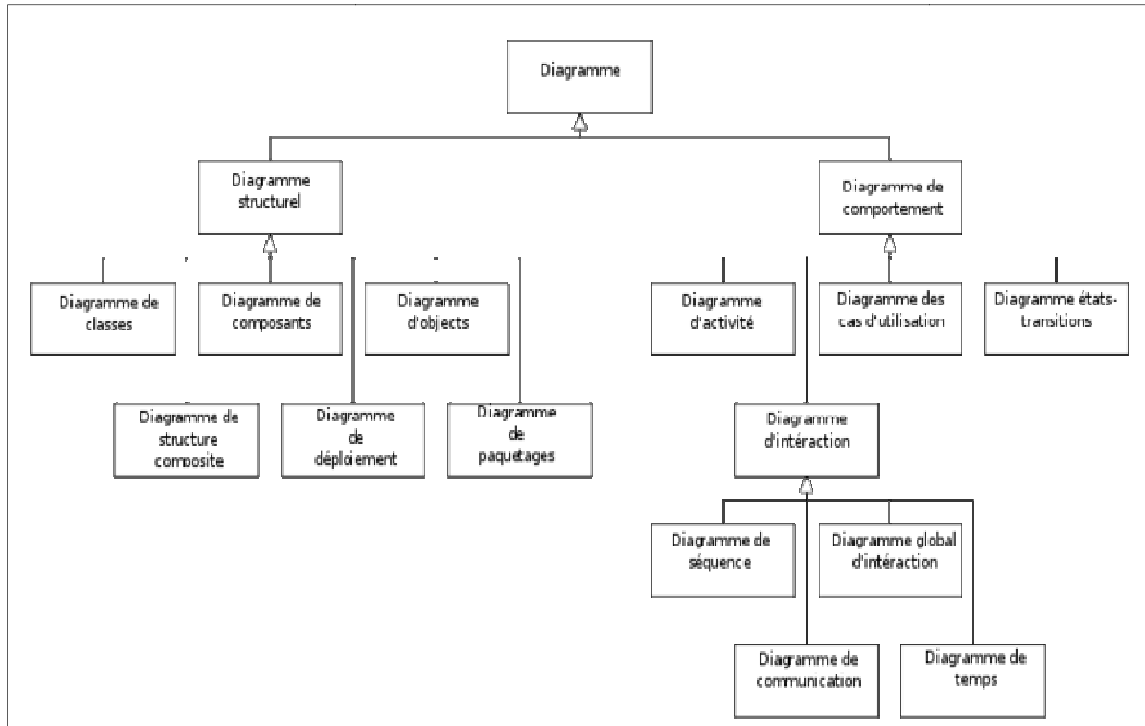 Diagramme
Diagramme
structurel
Diagramme de
comportement
Diagramme de
classes
Diagramme de
composants
Diagramme
d'objects
Diagramme
d'activité
Diagramme des
cas d'utilisation
Diagramme états-
transitions
Diagramme de
structure
composite
Diagramme
de
déploiement
Diagramme
de
paquetages
Diagramme
d'intéraction
Diagramme de
séquence
Diagramme global
d'intéraction
Diagramme de
communication
Diagramme de
temps